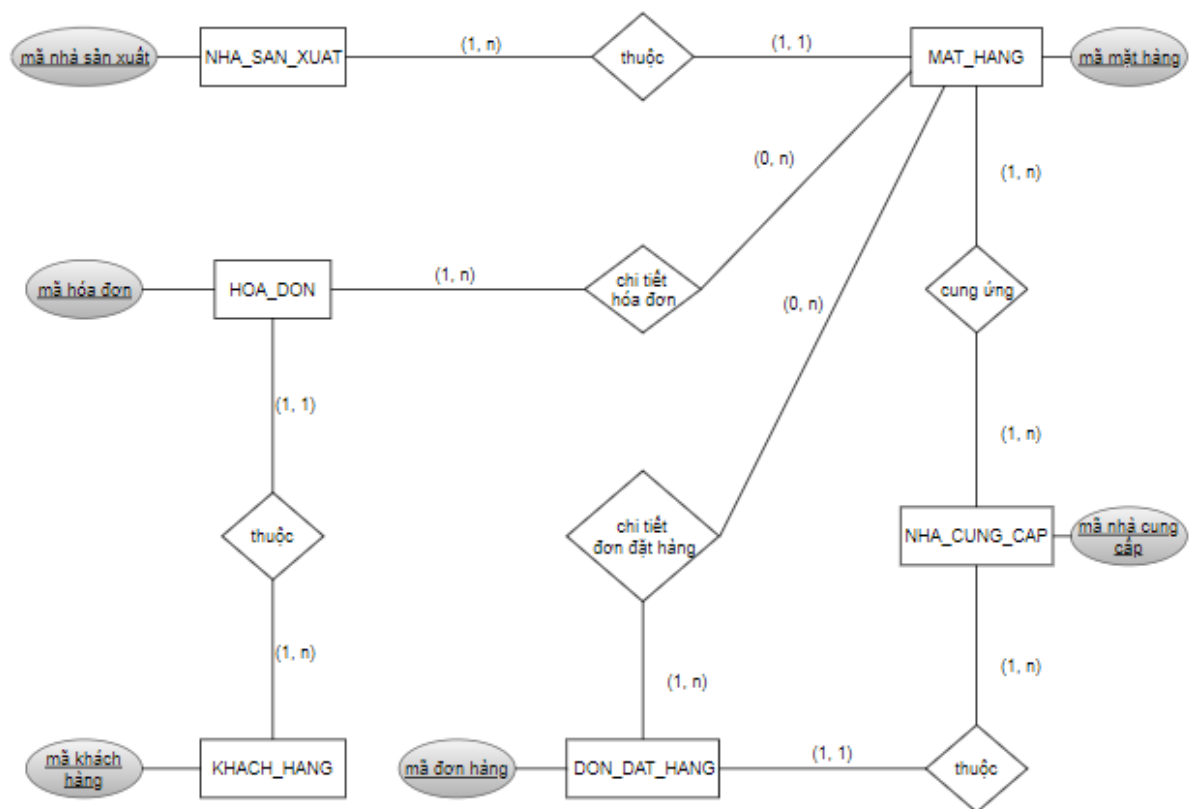 mã nhà sản xuất
NHA_SAN_XUAT
(1, n)
thuộc
(1, 1)
MAT_HANG
mã mặt hàng
(0, n)
(1, n)
mã hóa đơn
HOA_DON
(1, n)
chi tiết
hóa đơn
(0, n)
cung ứng
(1, 1)
(1, n)
thuộc
chi tiết
đơn đặt hàng
NHA_CUNG_CAP
mã nhà cung
cấp
(1, n)
(1, n)
(1, n)
mã khách
hàng
KHACH_HANG
mã đơn hàng
DON_DAT_HANG
(1, 1)
thuộc